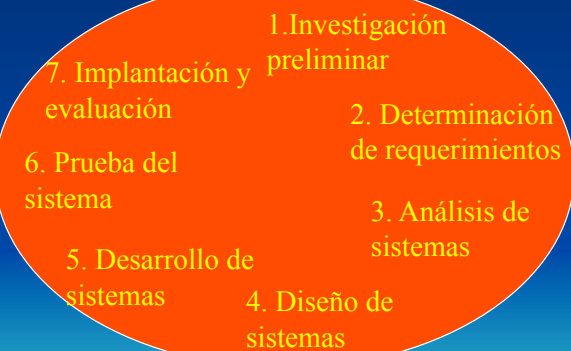 1.Investigación
preliminar
2. Determinación
de requerimientos
3. Análisis de
sistemas
4. Diseño de
sistemas
5. Desarrollo de
sistemas
6. Prueba del
sistema
7. Implantación y
evaluación